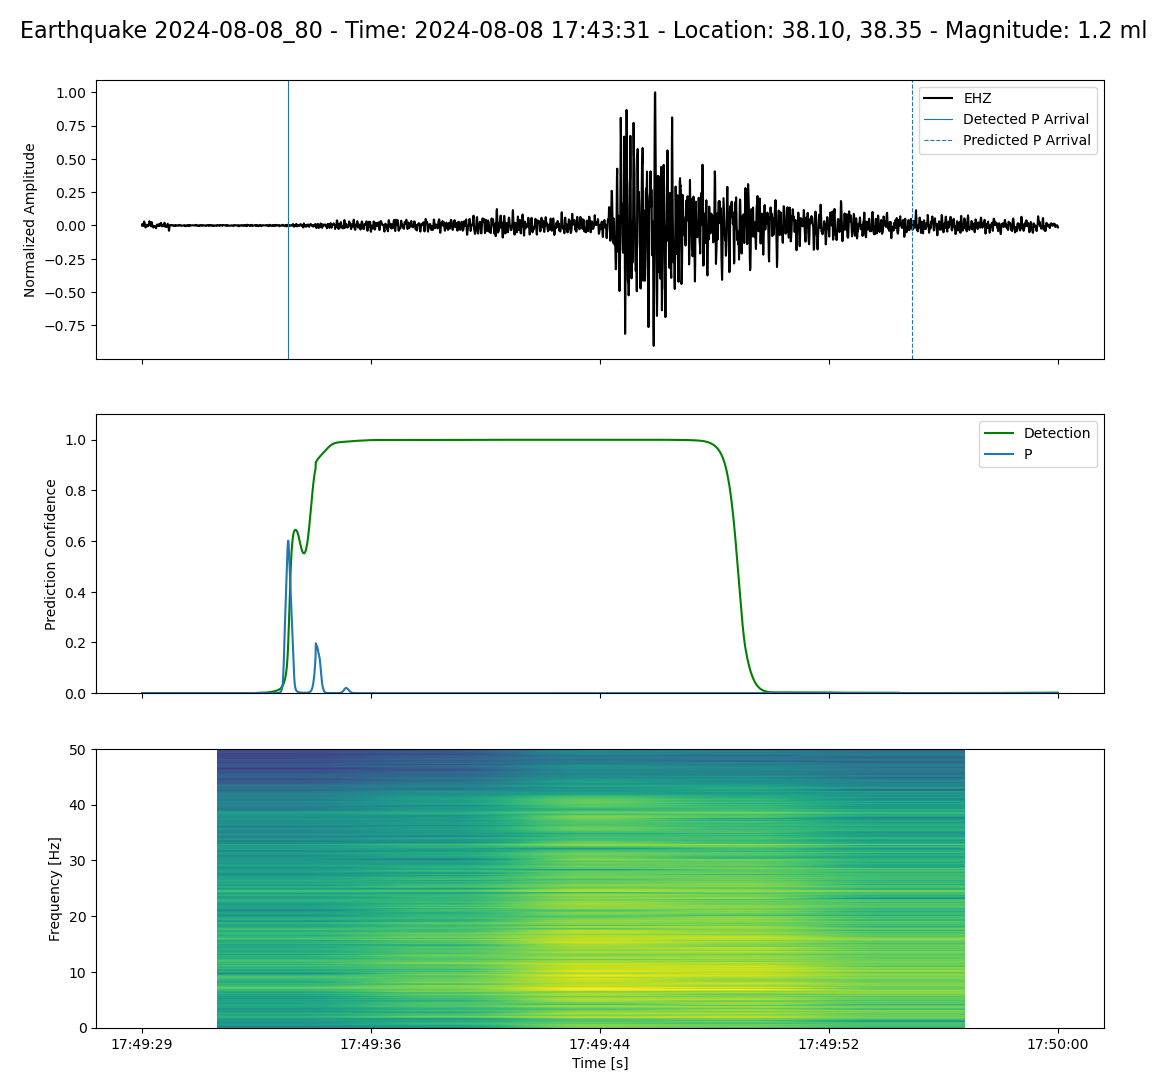 Earthquake 2024-08-08_80 - Time: 2024-08-08 17:43:31 - Location: 38.10, 38.35 - Magnitude: 1.2 ml
Normalized Amplitude
1.00
0.75
0.50
0.25
0.00
−0.25
−0.50
−0.75
EHZ
Detected P Arrival
Predicted P Arrival
Prediction Confidence
1.0
0.8
0.6
0.4
0.2
0.0
Detection
P
Frequency [Hz]
50
40
30
20
10
0
17:49:29 17:49:36 17:49:44 17:49:52 17:50:00
Time [s]